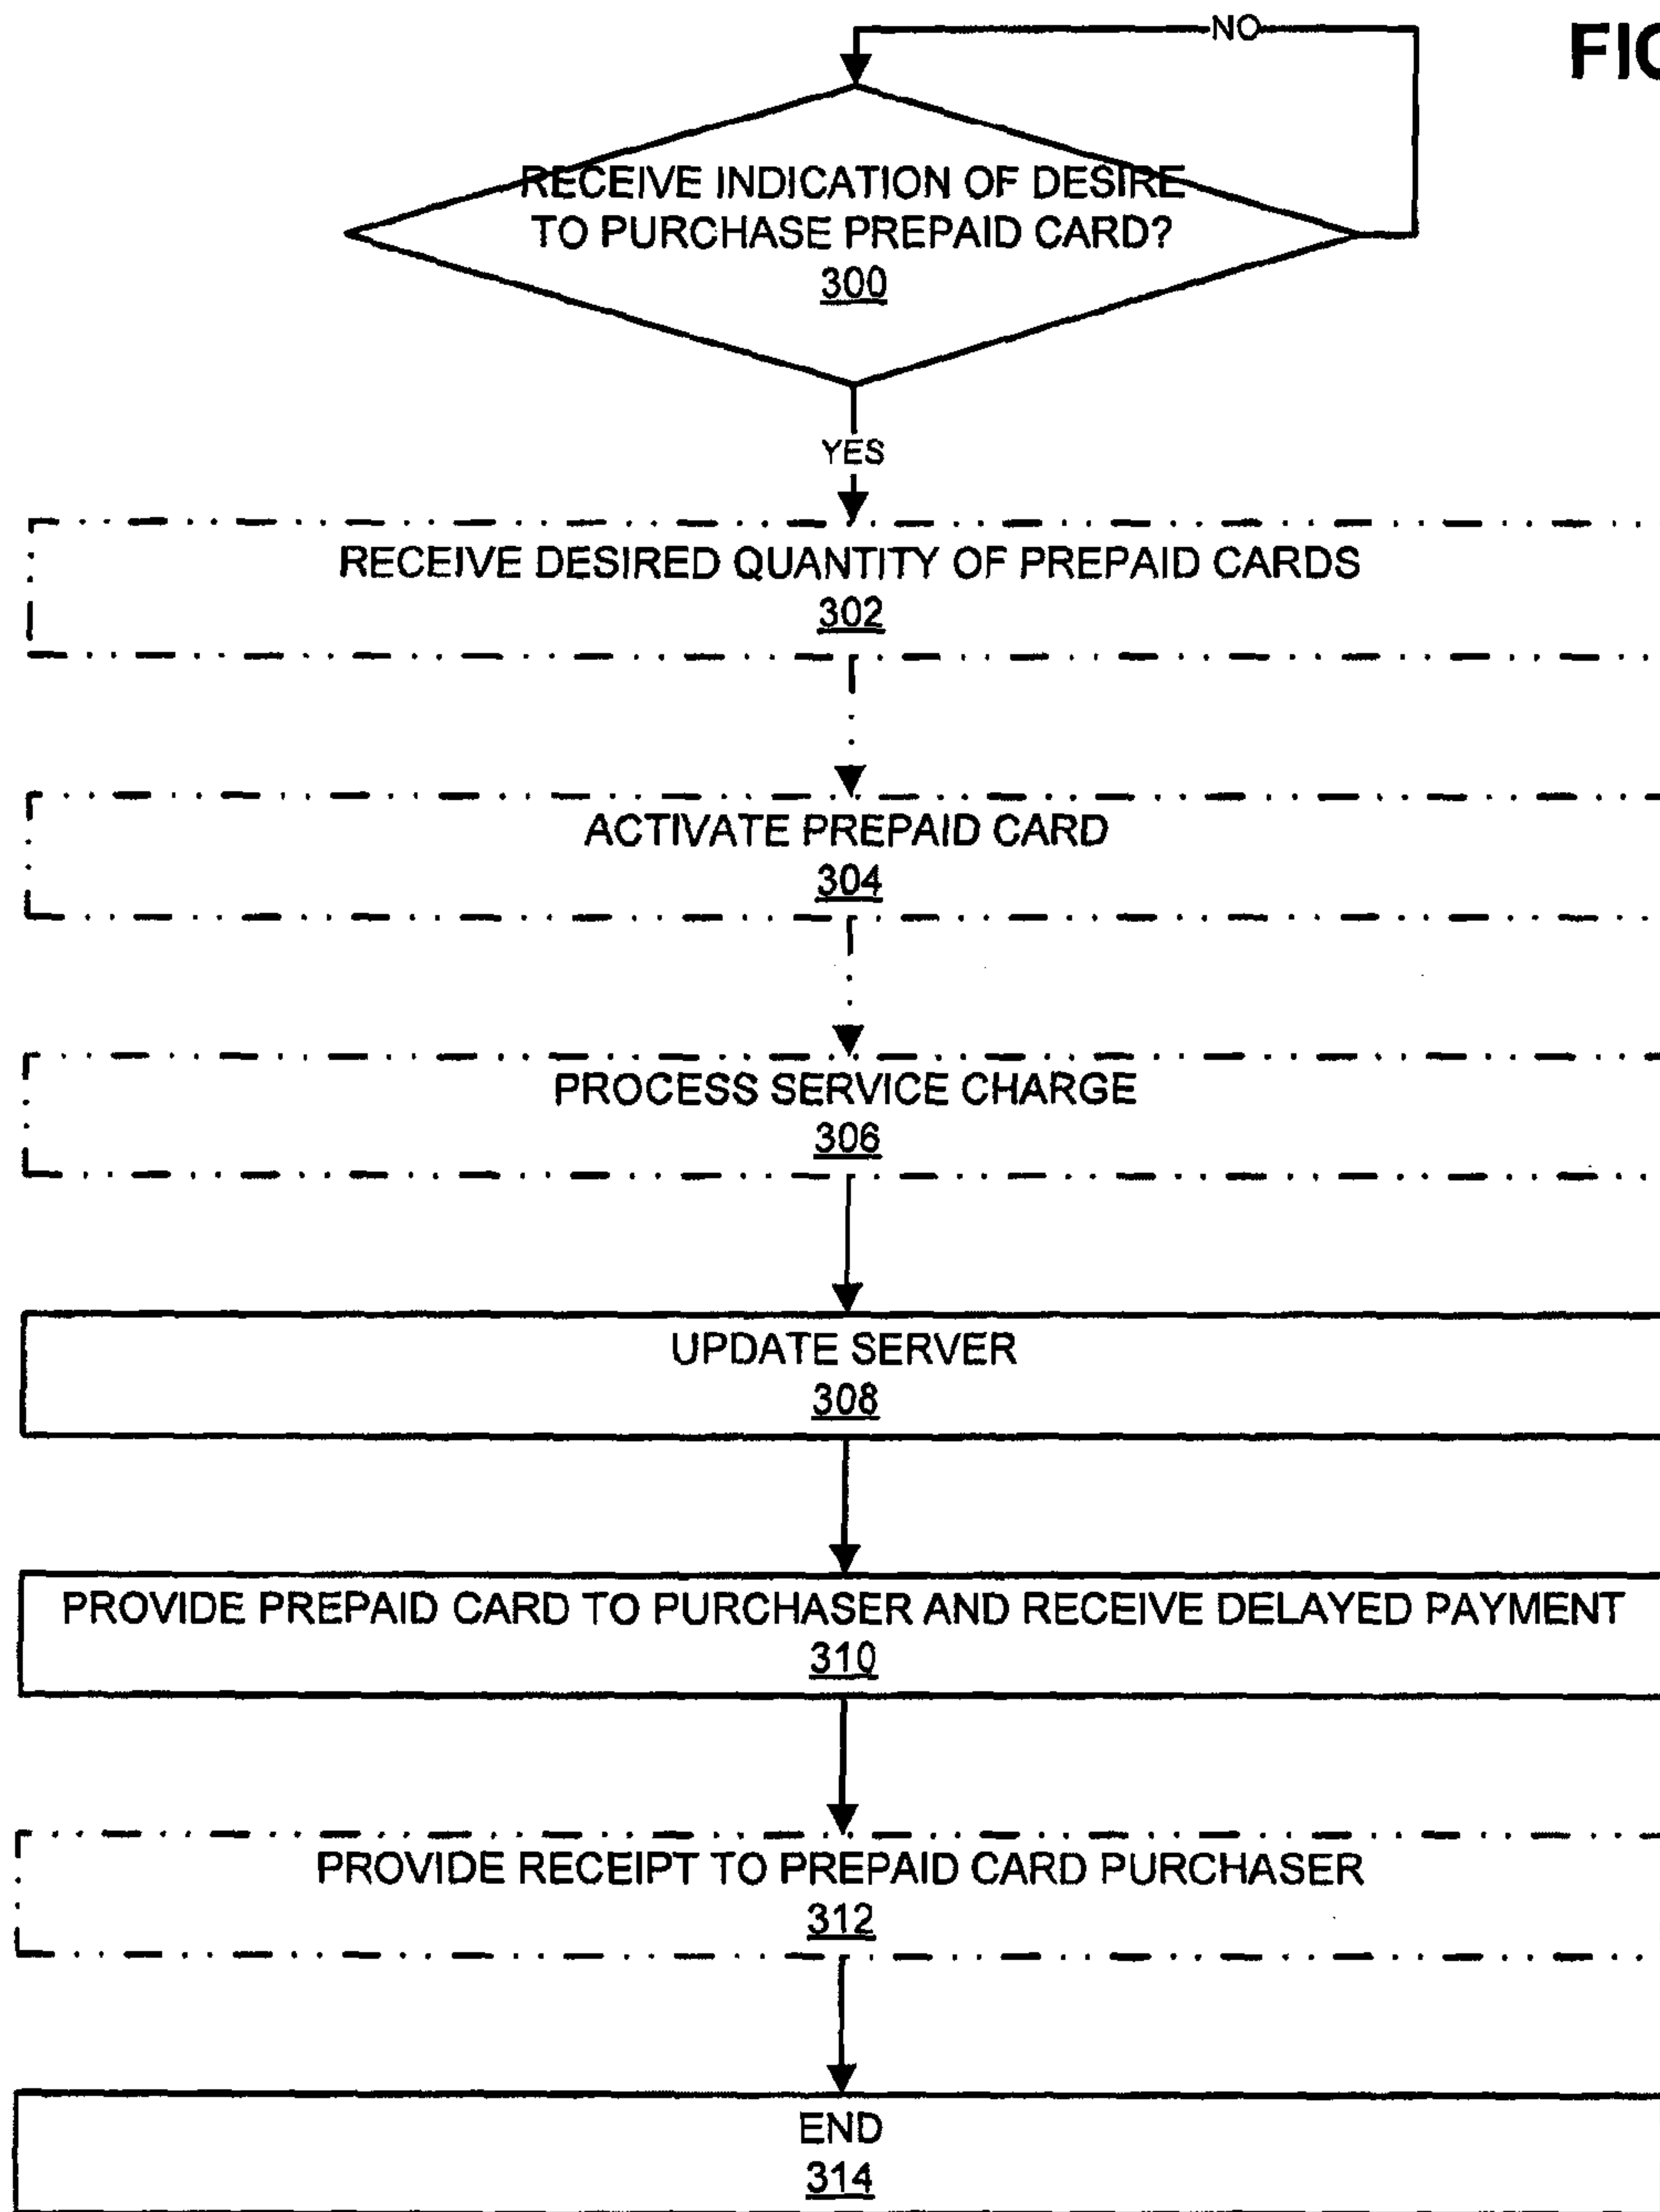 NO
FIG
RECEIVE INDICATION OF DESIRE
TO PURCHASE PREPAID CARD?
300
YES
RECEIVE DESIRED QUANTITY OF PREPAID CARDS
302
ACTIVATE PREPAID CARD
304
PROCESS SERVICE CHARGE
306
UPDATE SERVER
308
PROVIDE PREPAID CARD TO PURCHASER AND RECEIVE DELAYED PAYMENT
310
PROVIDE RECEIPT TO PREPAID CARD PURCHASER
312
END
314